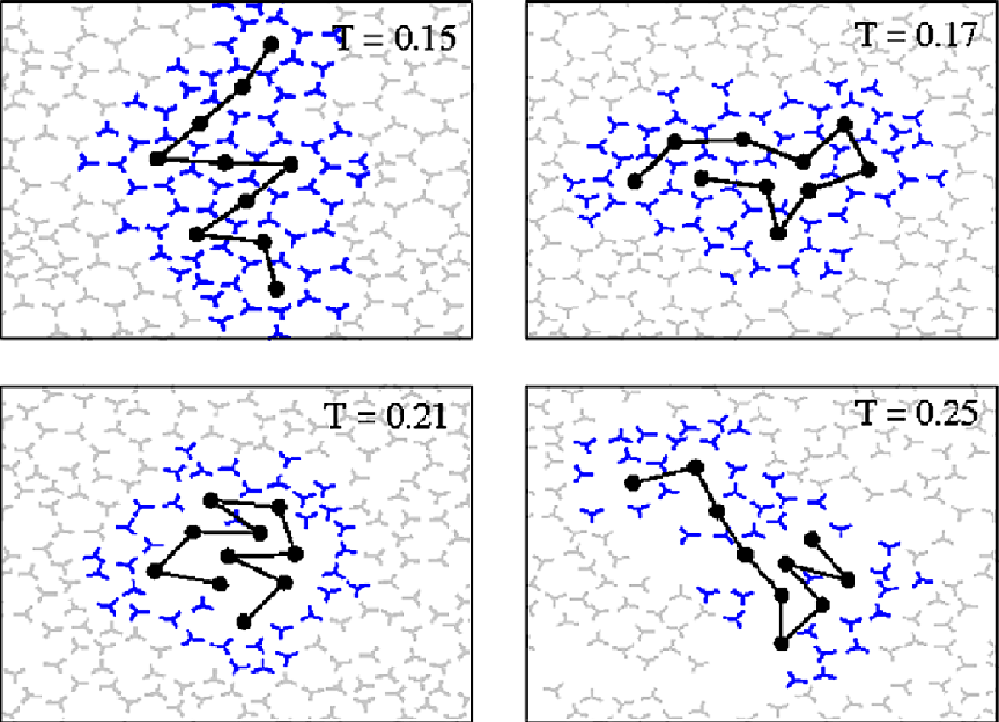 T = 0.15
T = 0.17
T = 0.21
T = 0.25